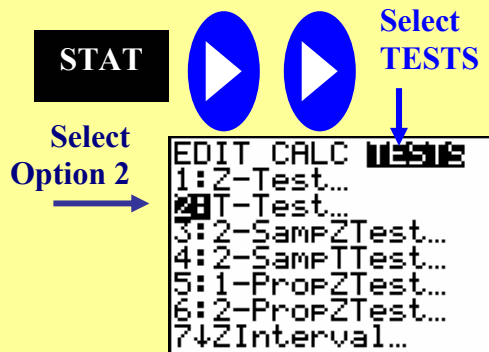 STAT
Select
TESTS
Select
Option 2
EDIT CALC TESTS
1:Z-Test…
2:T-Test…
3:2-SampZTest…
4:2-SampTTest…
5:1-PropZTest…
6:2-PropZTest…
7↓ZInterval…